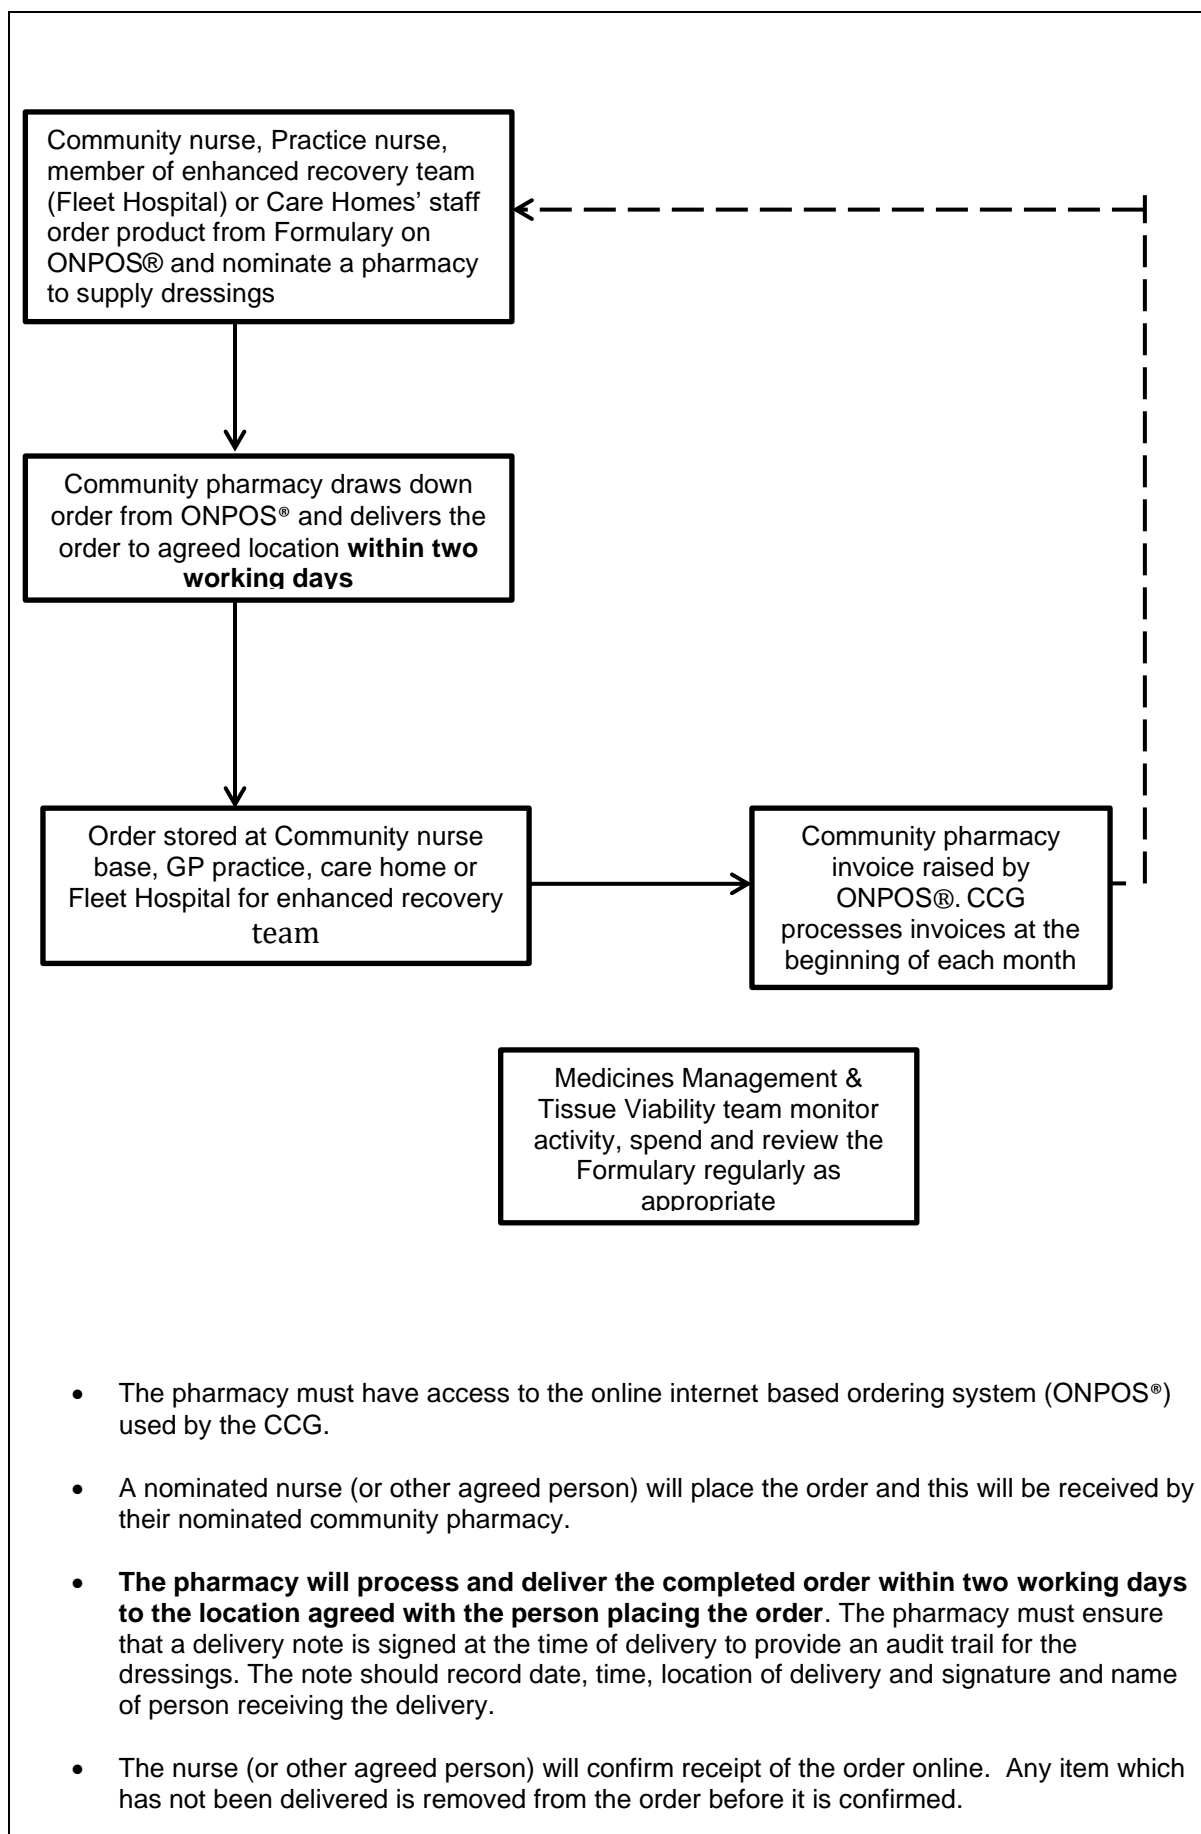 Community nurse, Practice nurse,
member of enhanced recovery team
(Fleet Hospital) or Care Homes’ staff
order product from Formulary on
ONPOS® and nominate a pharmacy
to supply dressings
Community pharmacy draws down
order from ONPOS® and delivers the
order to agreed location within two
working days
Order stored at Community nurse
base, GP practice, care home or
Fleet Hospital for enhanced recovery
team
Community pharmacy
invoice raised by
ONPOS®. CCG
processes invoices at the
beginning of each month
Medicines Management &
Tissue Viability team monitor
activity, spend and review the
Formulary regularly as
appropriate
• The pharmacy must have access to the online internet based ordering system (ONPOS®)
used by the CCG.
• A nominated nurse (or other agreed person) will place the order and this will be received by
their nominated community pharmacy.
• The pharmacy will process and deliver the completed order within two working days
to the location agreed with the person placing the order. The pharmacy must ensure
that a delivery note is signed at the time of delivery to provide an audit trail for the
dressings. The note should record date, time, location of delivery and signature and name
of person receiving the delivery.
• The nurse (or other agreed person) will confirm receipt of the order online. Any item which
has not been delivered is removed from the order before it is confirmed.